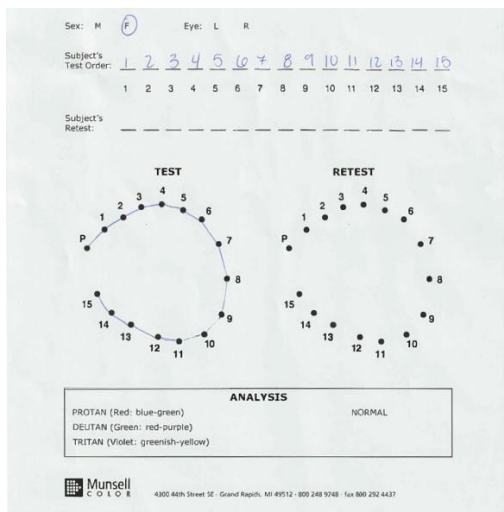 Sex: M F Eye: L R
Subject's
Test Order: 1 2 3 4 5 6 7 8 9 10 11 12 13 14 15
1 2 3 4 5 6 7 8 9 10 11 12 13 14 15
Subject's
Retest:
TEST
P 1 2 3 4 5 6 7 8 9 10 11 12 13 14 15
RETEST
P 1 2 3 4 5 6 7 8 9 10 11 12 13 14 15
ANALYSIS
PROTAN (Red: blue-green) NORMAL
DEUTAN (Green: red-purple)
TRITAN (Violet: greenish-yellow)
Munsell
COLOR
4300 44th Street SE - Grand Rapids, MI 49512 - 800 248 9748 - fax 800 292 4437